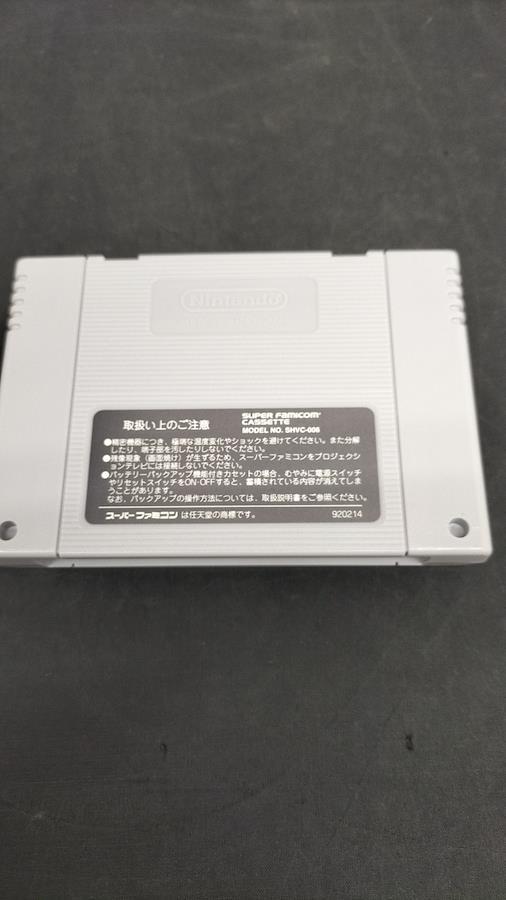 Nintendo
取扱い上のご注意
SUPER FAMICOM
CASSETTE
MODEL NO. SHVC-006
●精密機器につき、極端な温度変化やショックを避けてください。また分解
したり、端子部を汚したりしないでください。
●残像現象(画面焼け)が生ずるため、スーパーファミコンをプロジェクシ
ョンテレビには接続しないでください。
●バッテリーバックアップ機能付きカセットの場合、むやみに電源スイッチ
やリセットスイッチをON・OFFすると、蓄積されている内容が消えてしま
うことがあります。
なお、バックアップの操作方法については、取扱説明書をご参照ください。
スーパーファミコンは任天堂の商標です。
920214